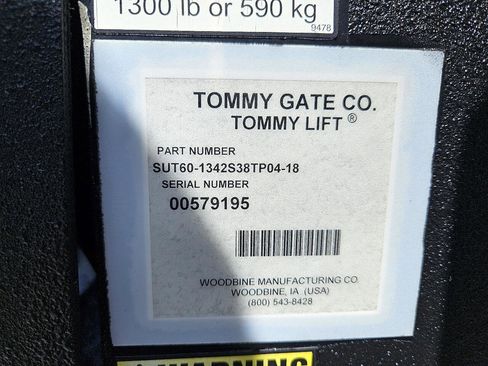 1300 lb or 590 kg
9478
TOMMY GATE CO.
TOMMY LIFT ®
PART NUMBER
SUT60-1342S38TP04-18
SERIAL NUMBER
00579195
WOODBINE MANUFACTURING CO
WOODBINE, IA (USA)
(800) 543-8428
WARNING